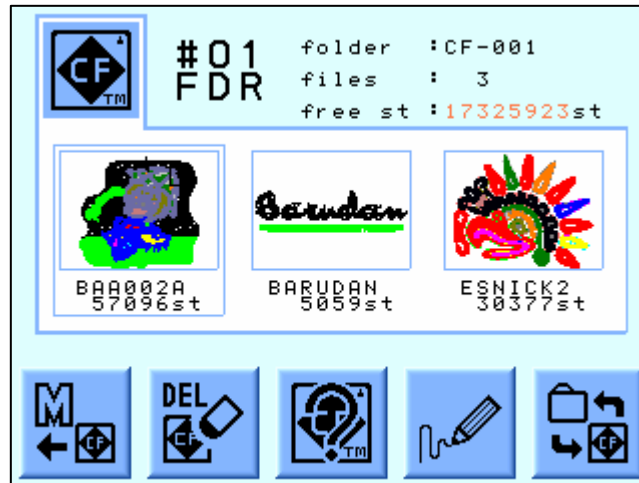 CF
TM
#01
FDR
folder :CF-001
files : 3
free st :17325923st
Barudan
BAA002A
57096st
BARUDAN
5059st
ESNICK2
30377st
M
CF
DEL
CF
TM
CF